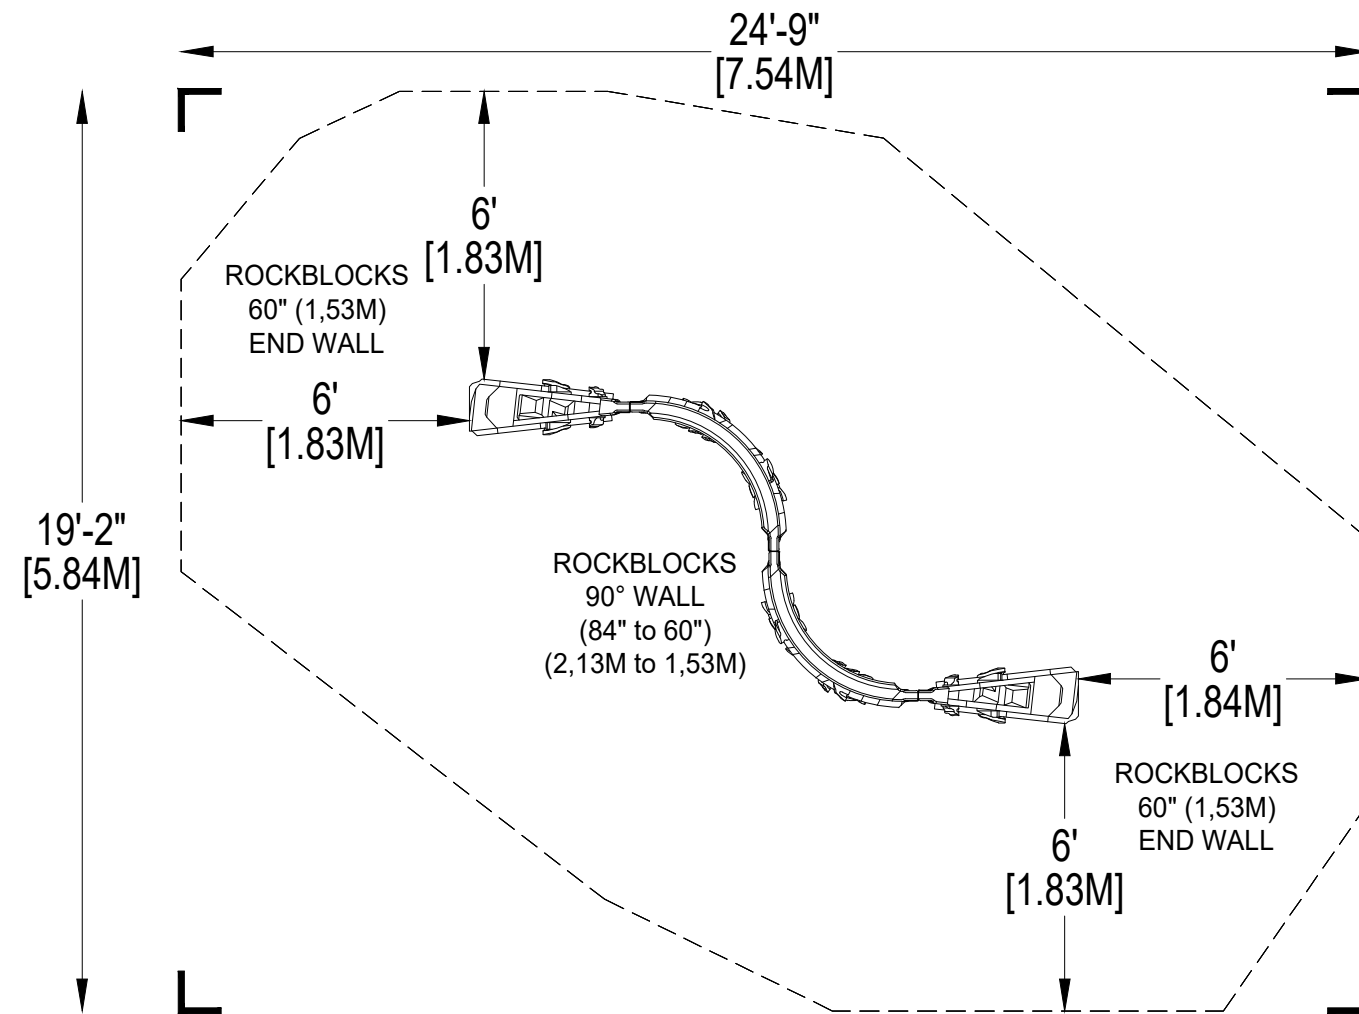 24'-9"
[7.54M]
6'
[1.83M]
ROCKBLOCKS
60" (1,53M)
END WALL
6'
[1.83M]
19'-2"
[5.84M]
ROCKBLOCKS
90° WALL
(84" to 60")
(2,13M to 1,53M)
6'
[1.84M]
ROCKBLOCKS
60" (1,53M)
END WALL
6'
[1.83M]